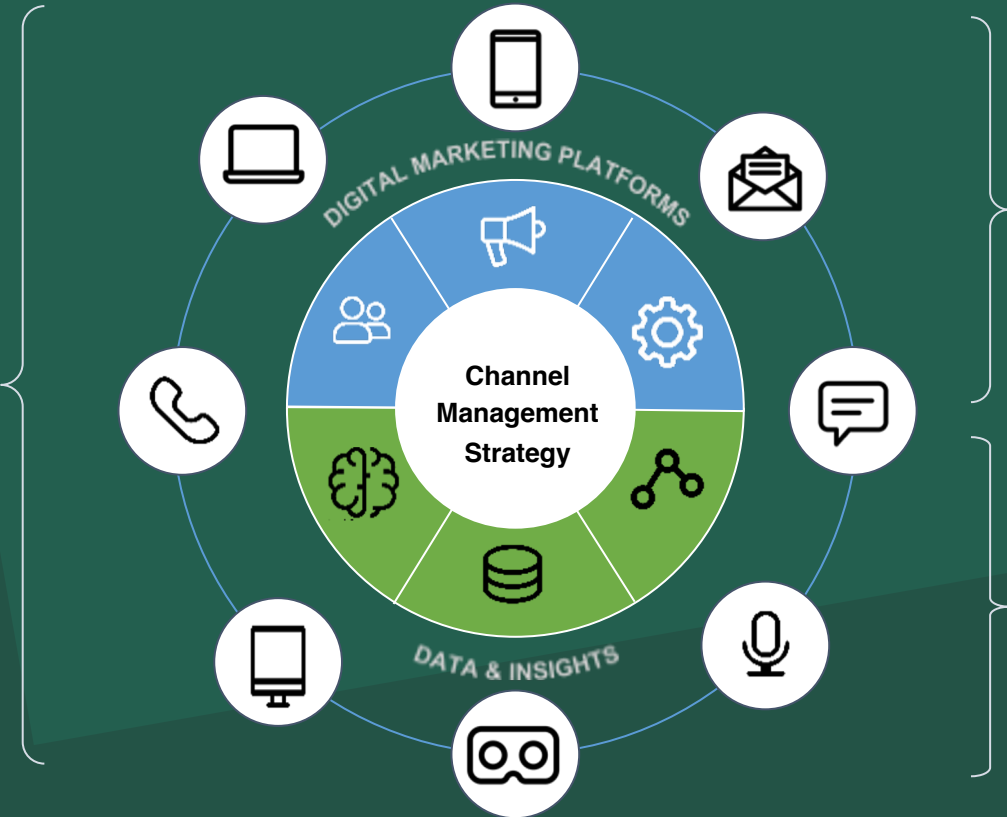 DIGITAL MARKETING PLATFORMS
Channel
Management
Strategy
DATA & INSIGHTS